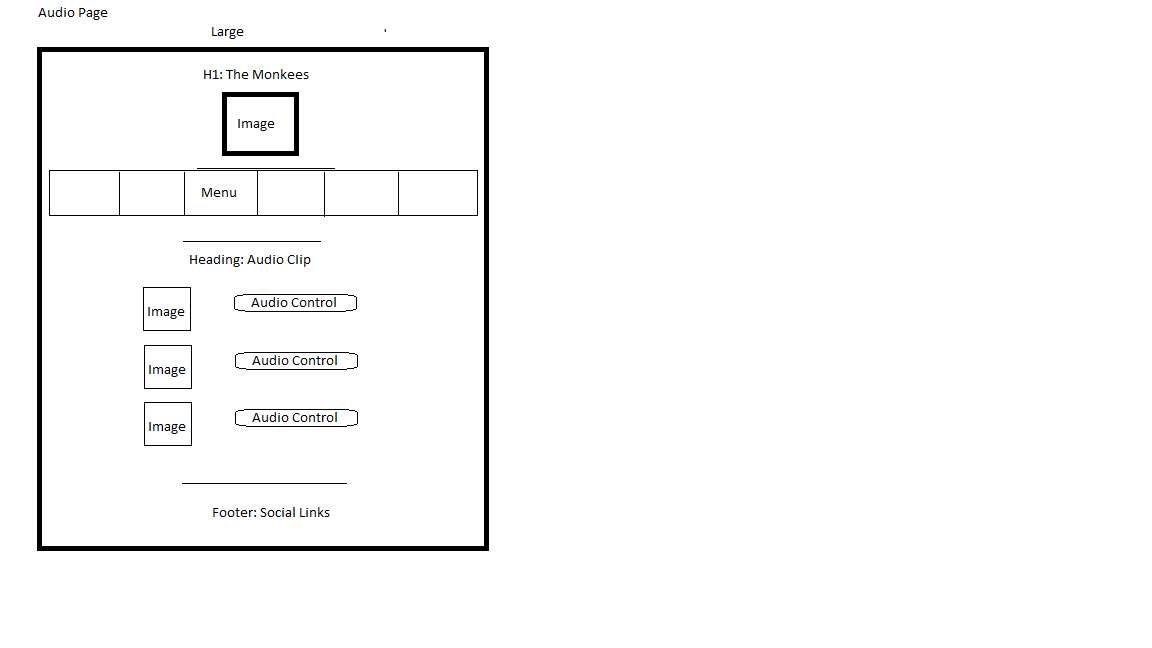 Audio Page
Large
H1: The Monkees
Image
Menu
Heading: Audio Clip
Image
Audio Control
Image
Audio Control
Image
Audio Control
Footer: Social Links